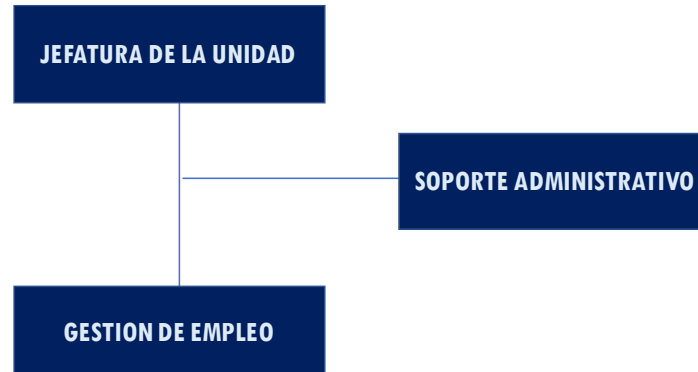 JEFATURA DE LA UNIDAD
SOPORTE ADMINISTRATIVO
GESTION DE EMPLEO